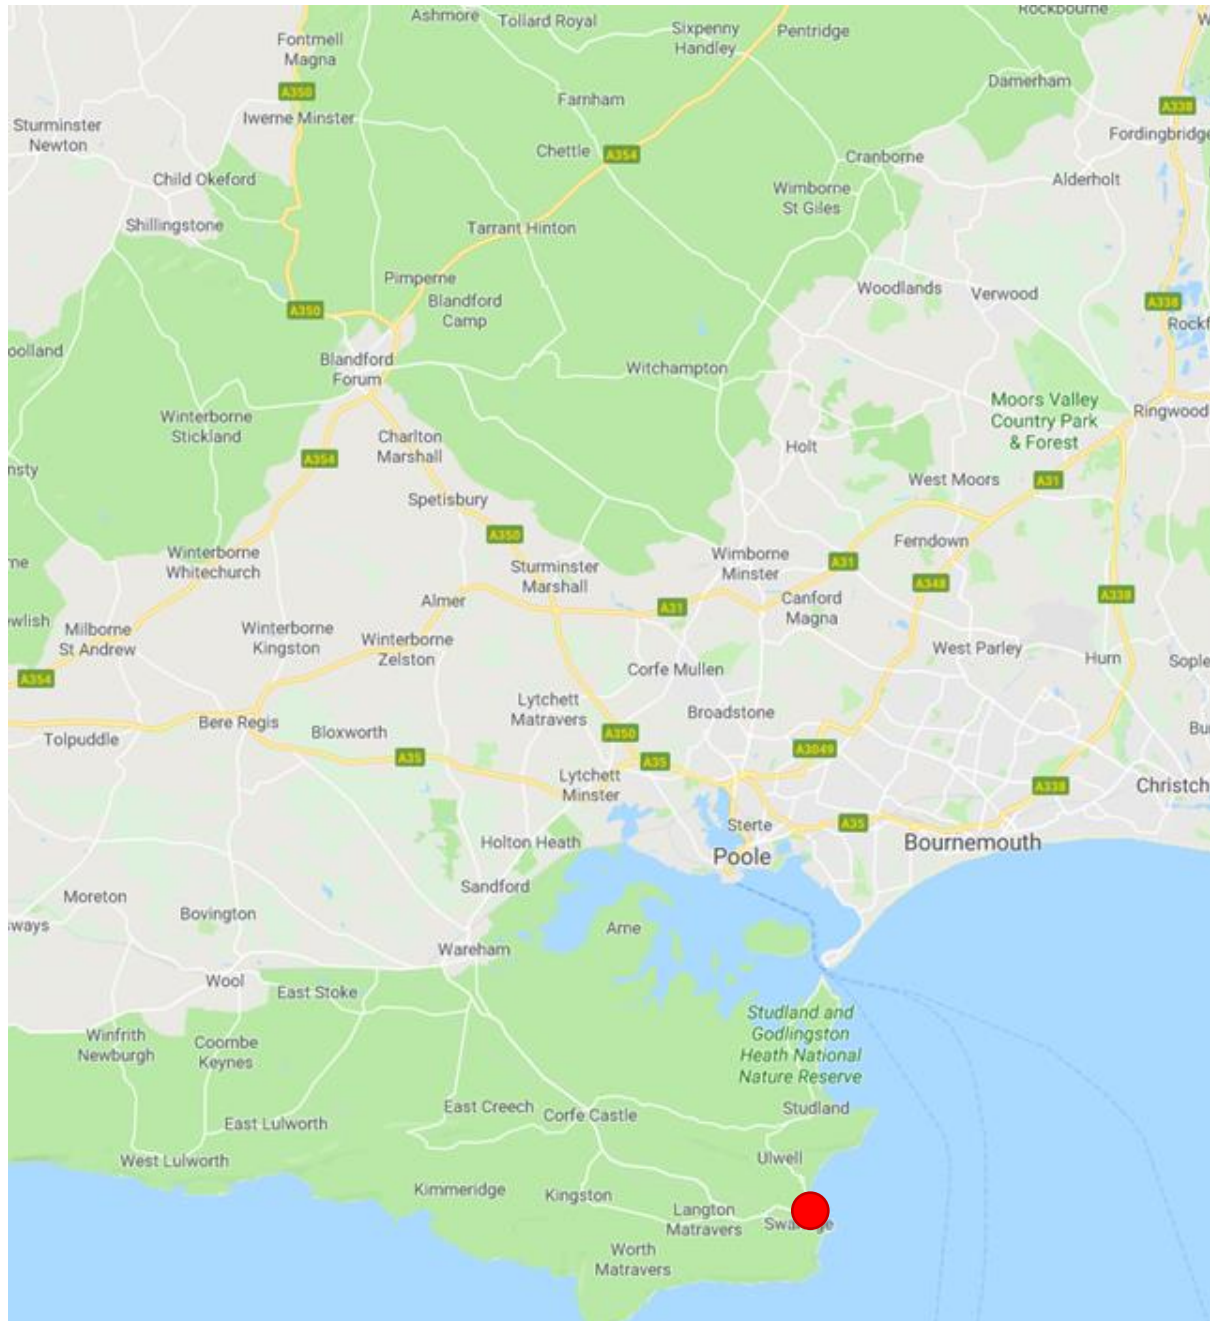 Ashmore
Tollard Royal
Sixpenny
Handley
Pentridge
Rockbourne
Fontmell
Magna
Damerham
A350
Farnham
A338
Iwerne Minster
Sturminster
Newton
Fordingbridge
Chettle
A354
Cranborne
Child Okeford
Wimborne
St Giles
Alderholt
Shillingstone
Tarrant Hinton
Pimperne
Blandford
Camp
Woodlands
Verwood
A350
A338
Rockf
oolland
Blandford
Forum
Witchampton
Moors Valley
Country Park
& Forest
Ringwood
Winterborne
Stickland
Charlton
Marshall
Holt
A354
nsty
West Moors
A31
Spetisbury
A350
Ferndown
Winterborne
Whitechurch
Sturminster
Marshall
Wimborne
Minster
A31
ne
A348
Almer
A31
Canford
Magna
A338
ewlish
Milborne
St Andrew
Winterborne
Kingston
Winterborne
Zelston
West Parley
Hurn
Sople
Corfe Mullen
A354
Lytchett
Matravers
Broadstone
Bere Regis
Bloxworth
Tolpuddle
A350
A3049
Bu
A35
A35
Lytchett
Minster
A338
Christch
Sterte
A35
Holton Heath
Poole
Bournemouth
Sandford
Moreton
Bovington
ways
Arne
Wareham
Wool
East Stoke
Studland and
Godlingston
Heath National
Nature Reserve
Winfrith
Newburgh
Coombe
Keynes
East Creech
Corfe Castle
Studland
East Lulworth
West Lulworth
Ulwell
Kimmeridge
Kingston
Langton
Matravers
Worth
Matravers